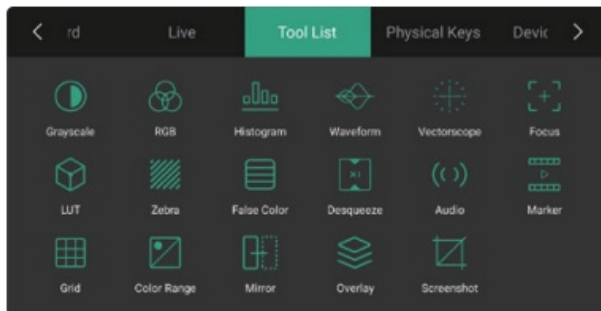 rd Live Tool List Physical Keys Devic
Grayscale RGB Histogram Waveform Vectorscope Focus
LUT Zebra False Color Desqueeze Audio Marker
Grid Color Range Mirror Overlay Screenshot